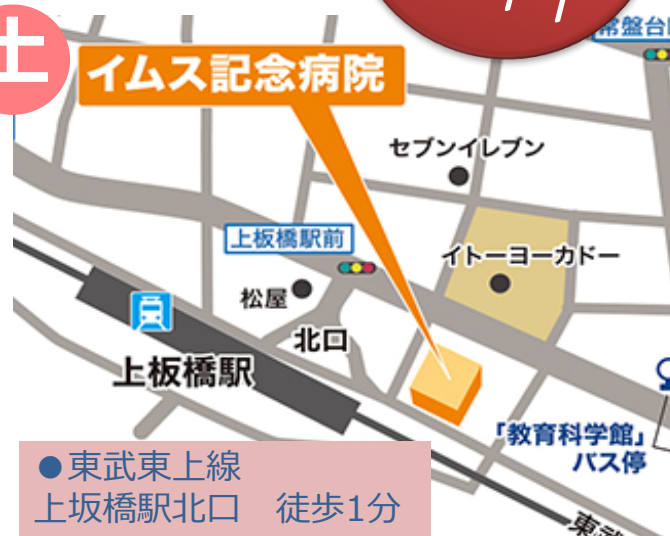 土
常盤台
イムス記念病院
セブンイレブン
上板橋駅前
イトーヨーカドー
松屋
北口
上板橋駅
「教育科学館」
バス停
●東武東上線
上坂橋駅北口　徒歩1分
東武